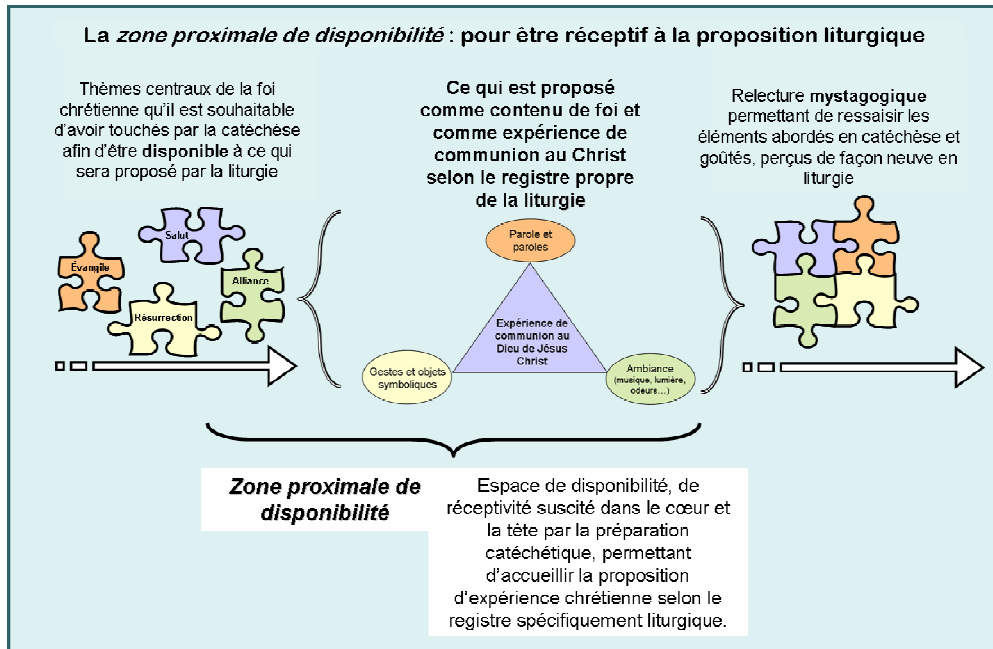 La zone proximale de disponibilité : pour être réceptif à la proposition liturgique
Thèmes centraux de la foi
chrétienne qu'il est souhaitable
d'avoir touchés par la catéchèse
afin d'être disponible à ce qui
sera proposé par la liturgie
Ce qui est proposé
comme contenu de foi et
comme expérience de
communion au Christ
selon le registre propre
de la liturgie
Relecture mystagogique
permettant de ressaisir les
éléments abordés en catéchèse et
goûtés, perçus de façon neuve en
liturgie
Salut
Évangile
Alliance
Résurrection
Parole et
paroles
Expérience de
communion au
Dieu de Jésus
Christ
Gestes et objets
symboliques
Ambiance
(musique, lumière,
odeurs…)
Zone proximale de
disponibilité
Espace de disponibilité, de
réceptivité suscité dans le cœur et
la tête par la préparation
catéchétique, permettant
d'accueillir la proposition
d'expérience chrétienne selon le
registre spécifiquement liturgique.